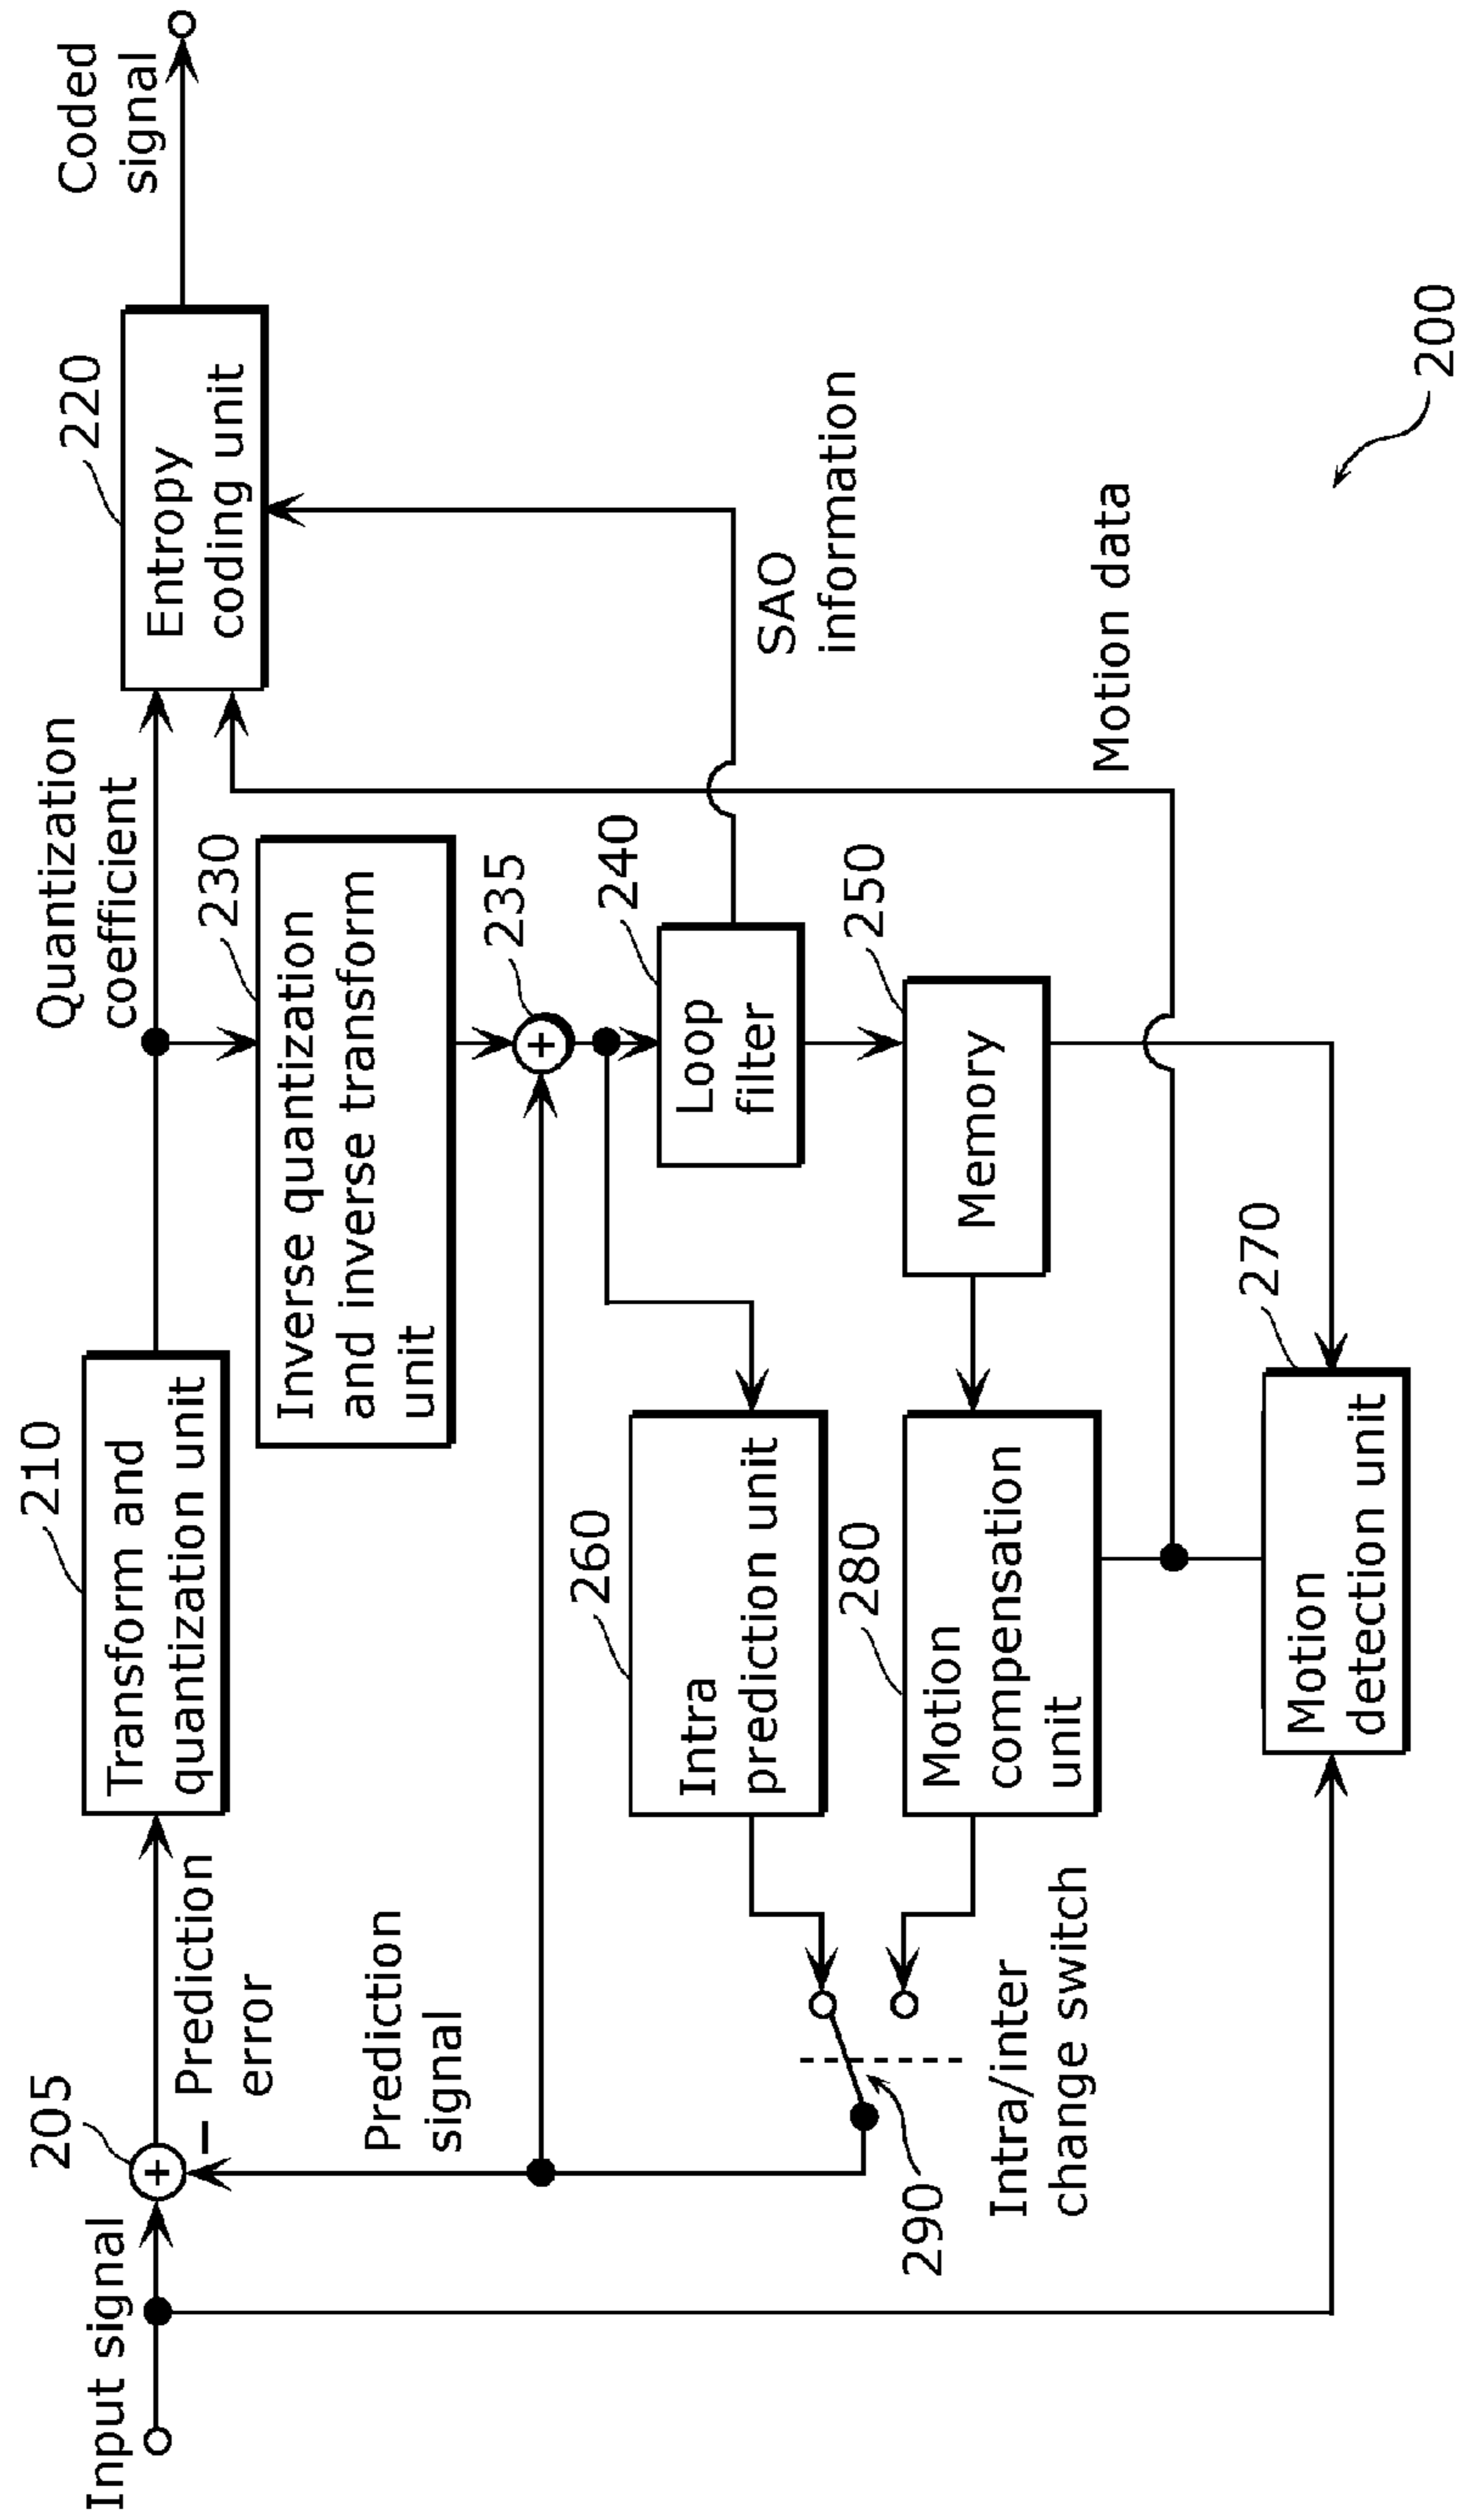 Input signal
205
Prediction
error
210
Transform and
quantization unit
Quantization
coefficient
220
Entropy
coding unit
Coded
signal
230
Inverse quantization
and inverse transform
unit
Prediction
signal
235
240
Loop
filter
SAO
information
260
Intra
prediction unit
250
Memory
280
Motion
compensation
unit
290
Intra/inter
change switch
Motion data
270
Motion
detection unit
200
+
−
+